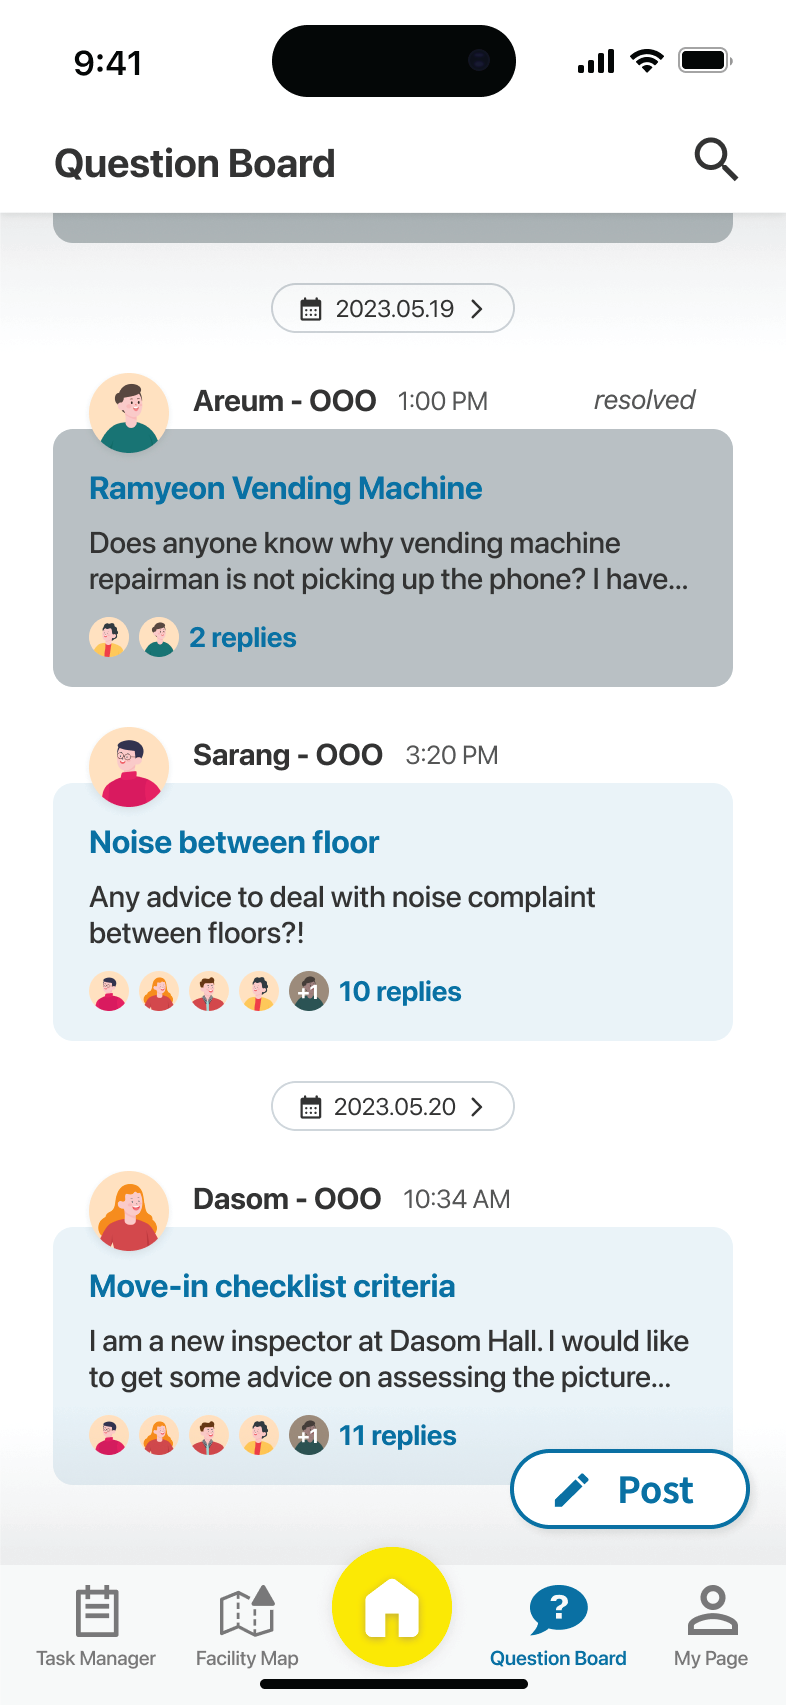 9:41
Question Board
2023.05.19
Areum - OOO 1:00 PM resolved
Ramyeon Vending Machine
Does anyone know why vending machine
repairman is not picking up the phone? I have...
2 replies
Sarang - OOO 3:20 PM
Noise between floor
Any advice to deal with noise complaint
between floors?!
+1 10 replies
2023.05.20
Dasom - OOO 10:34 AM
Move-in checklist criteria
I am a new inspector at Dasom Hall. I would like
to get some advice on assessing the picture...
+1 11 replies
Post
?
Task Manager Facility Map Question Board My Page